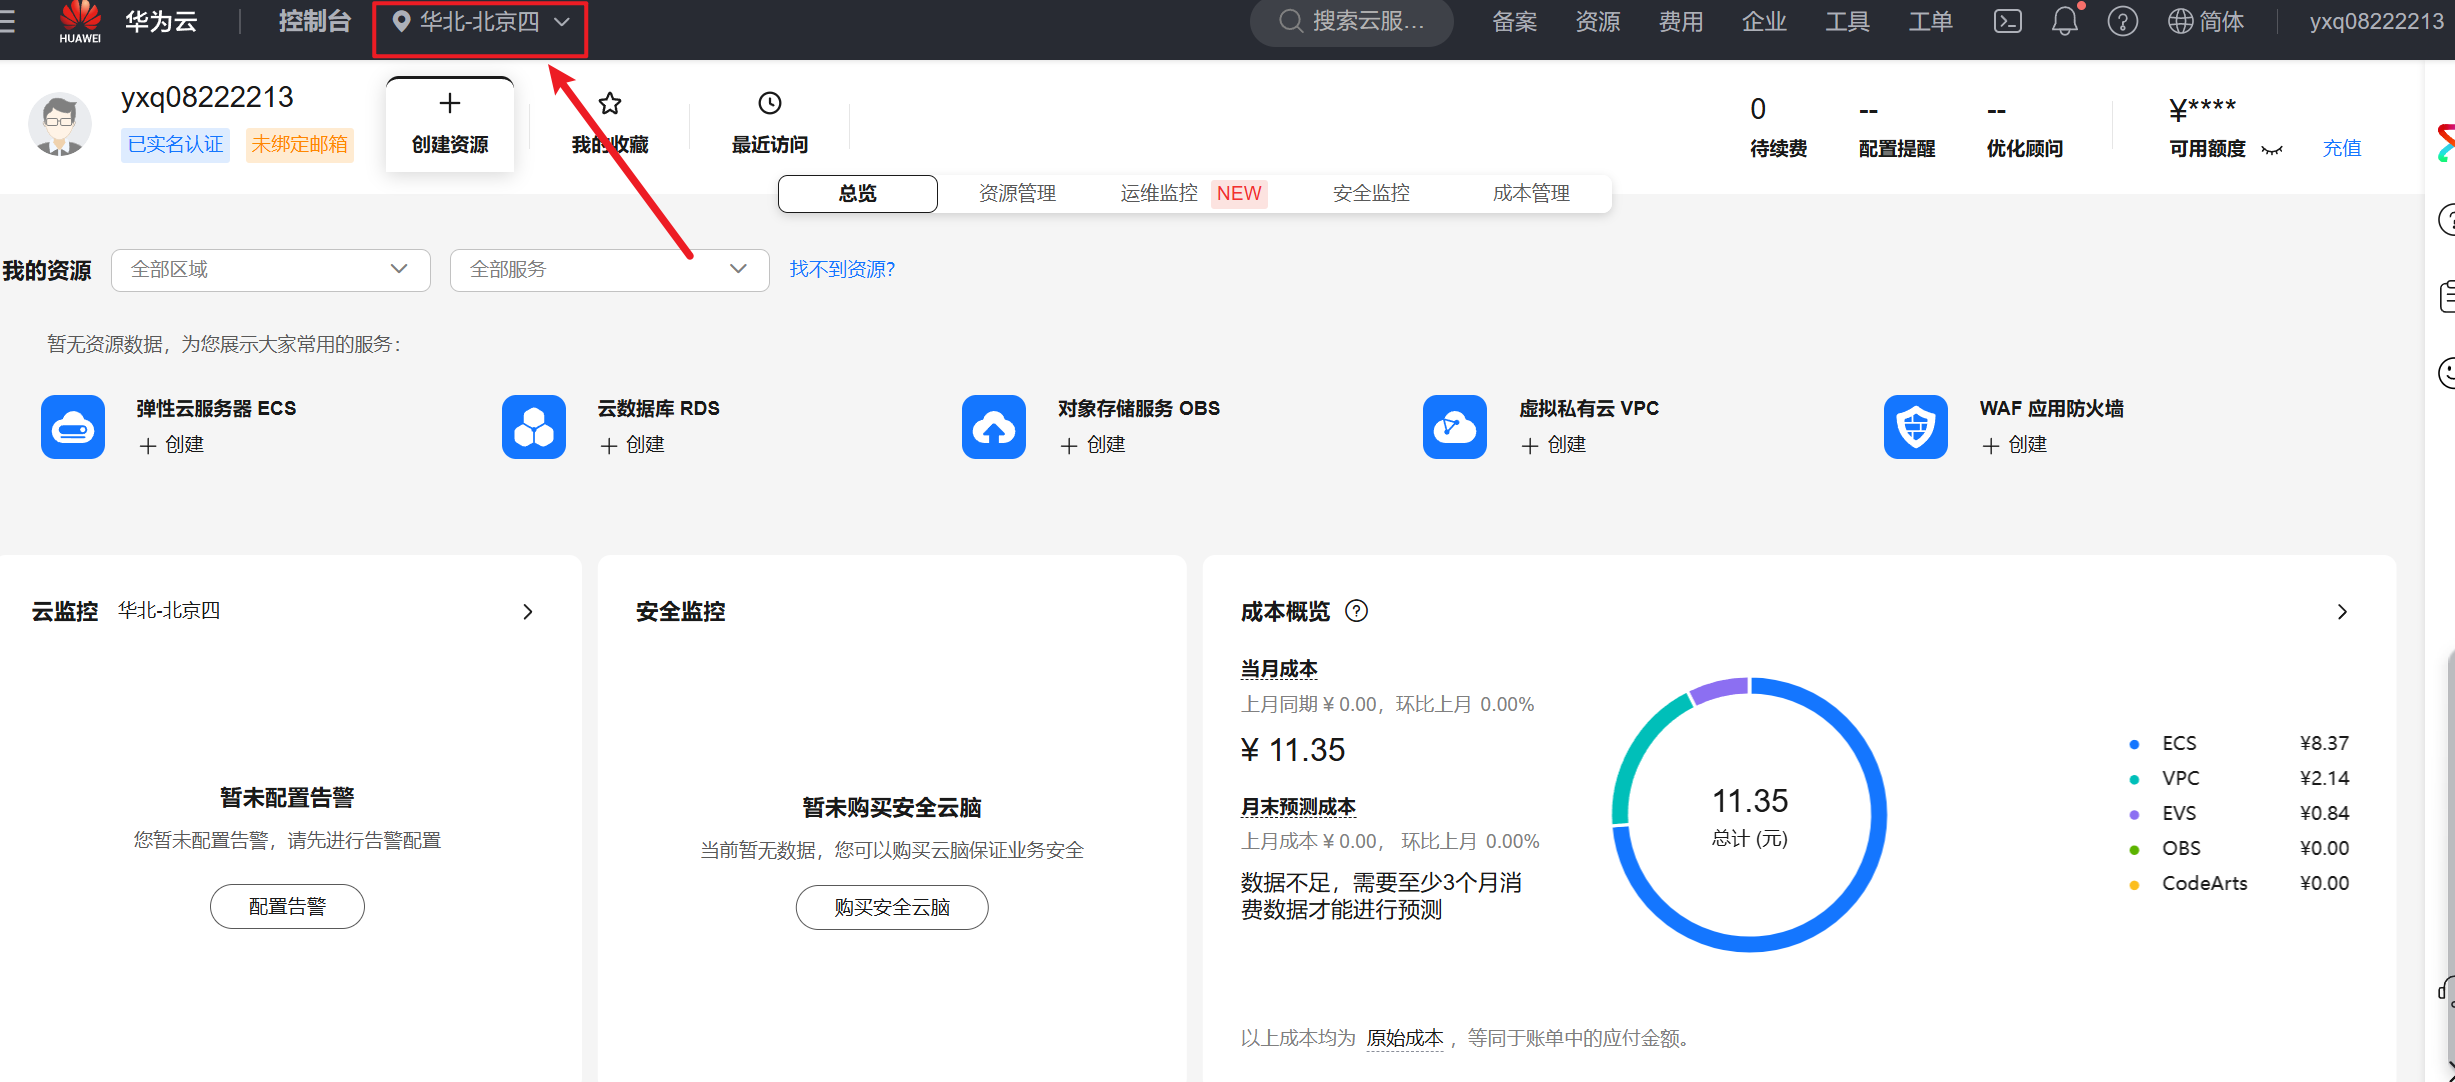 HUAWEI
华为云
控制台
华北-北京四
搜索云服...
备案
资源
费用
企业
工具
工单
简体
yxq08222213
yxq08222213
已实名认证
未绑定邮箱
创建资源
我的收藏
最近访问
0
待续费
--
配置提醒
--
优化顾问
¥****
可用额度
充值
总览
资源管理
运维监控 NEW
安全监控
成本管理
我的资源
全部区域
全部服务
找不到资源?
暂无资源数据，为您展示大家常用的服务：
弹性云服务器 ECS
+ 创建
云数据库 RDS
+ 创建
对象存储服务 OBS
+ 创建
虚拟私有云 VPC
+ 创建
WAF 应用防火墙
+ 创建
云监控 华北-北京四
暂未配置告警
您暂未配置告警，请先进行告警配置
配置告警
安全监控
暂未购买安全云脑
当前暂无数据，您可以购买云脑保证业务安全
购买安全云脑
成本概览
当月成本
上月同期 ¥ 0.00，环比上月 0.00%
¥ 11.35
月末预测成本
上月成本 ¥ 0.00， 环比上月 0.00%
数据不足，需要至少3个月消
费数据才能进行预测
11.35
总计 (元)
ECS ¥8.37
VPC ¥2.14
EVS ¥0.84
OBS ¥0.00
CodeArts ¥0.00
以上成本均为 原始成本 ，等同于账单中的应付金额。